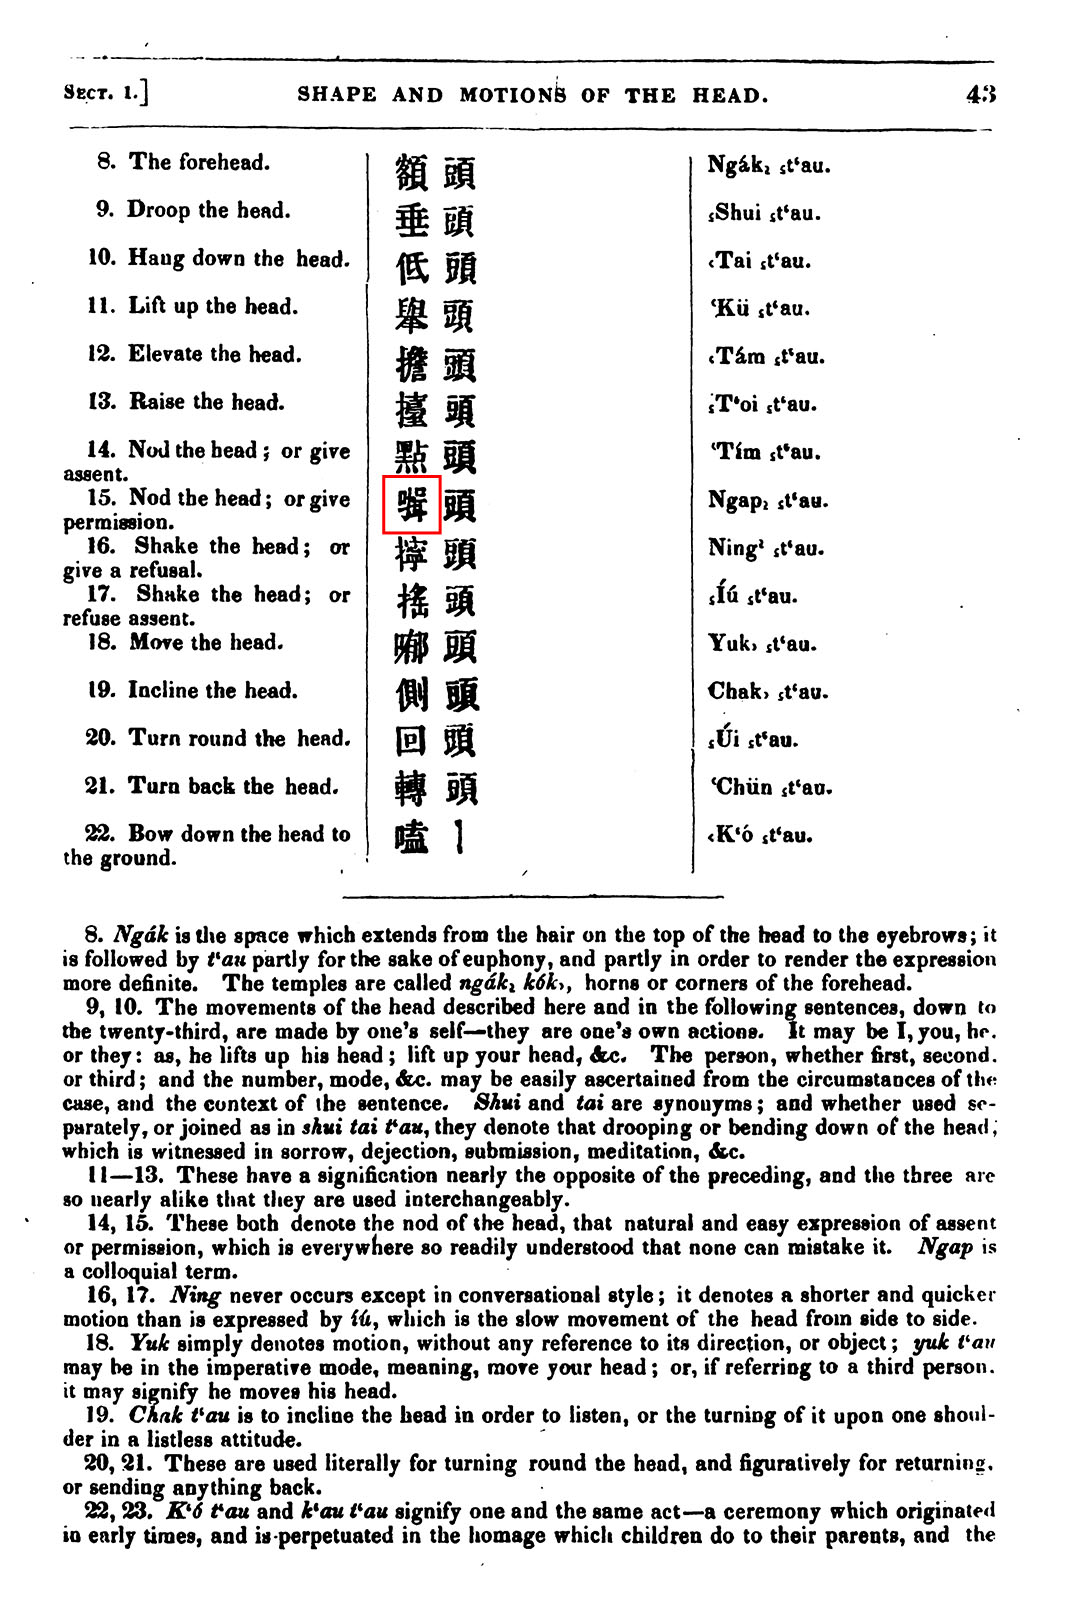 SECT. I.] SHAPE AND MOTIONS OF THE HEAD. 43
8. The forehead. 額頭 Ngák₂ ₅t‘au.
9. Droop the head. 垂頭 ₅Shui ₅t‘au.
10. Hang down the head. 低頭 ‹Tai ₅t‘au.
11. Lift up the head. 擧頭 ‘Kü ₅t‘au.
12. Elevate the head. 擔頭 ‹Tám ₅t‘au.
13. Raise the head. 擡頭 ₅T‘oi ₅t‘au.
14. Nod the head; or give 點頭 ‘Tím ₅t‘au.
assent.
15. Nod the head; or give 頭 Ngap₂ ₅t‘au.
permission.
16. Shake the head; or 擰頭 Ning² ₅t‘au.
give a refusal.
17. Shake the head; or 搖頭 ₅Íú ₅t‘au.
refuse assent.
18. Move the head. 喐頭 Yuk› ₅t‘au.
19. Incline the head. 側頭 Chak› ₅t‘au.
20. Turn round the head. 回頭 ₅Úi ₅t‘au.
21. Turn back the head. 轉頭 ‘Chün ₅t‘au.
22. Bow down the head to 嗑丨 ‹K‘ó ₅t‘au.
the ground.
8. Ngák is the space which extends from the hair on the top of the head to the eyebrows; it
is followed by t‘au partly for the sake of euphony, and partly in order to render the expression
more definite. The temples are called ngák₂ kók›, horns or corners of the forehead.
9, 10. The movements of the head described here and in the following sentences, down to
the twenty-third, are made by one's self—they are one's own actions. It may be I, you, he.
or they: as, he lifts up his head; lift up your head, &c. The person, whether first, second.
or third; and the number, mode, &c. may be easily ascertained from the circumstances of the
case, and the context of the sentence. Shui and tai are synonyms; and whether used se-
parately, or joined as in shui tai t‘au, they denote that drooping or bending down of the head;
which is witnessed in sorrow, dejection, submission, meditation, &c.
11—13. These have a signification nearly the opposite of the preceding, and the three are
so nearly alike that they are used interchangeably.
14, 15. These both denote the nod of the head, that natural and easy expression of assent
or permission, which is everywhere so readily understood that none can mistake it. Ngap is
a colloquial term.
16, 17. Ning never occurs except in conversational style; it denotes a shorter and quicker
motion than is expressed by íú, which is the slow movement of the head from side to side.
18. Yuk simply denotes motion, without any reference to its direction, or object; yuk t‘au
may be in the imperative mode, meaning, move your head; or, if referring to a third person.
it may signify he moves his head.
19. Chak t‘au is to incline the head in order to listen, or the turning of it upon one shoul-
der in a listless attitude.
20, 21. These are used literally for turning round the head, and figuratively for returning.
or sending anything back.
22, 23. K‘ó t‘au and k‘au t‘au signify one and the same act—a ceremony which originated
in early times, and is perpetuated in the homage which children do to their parents, and the